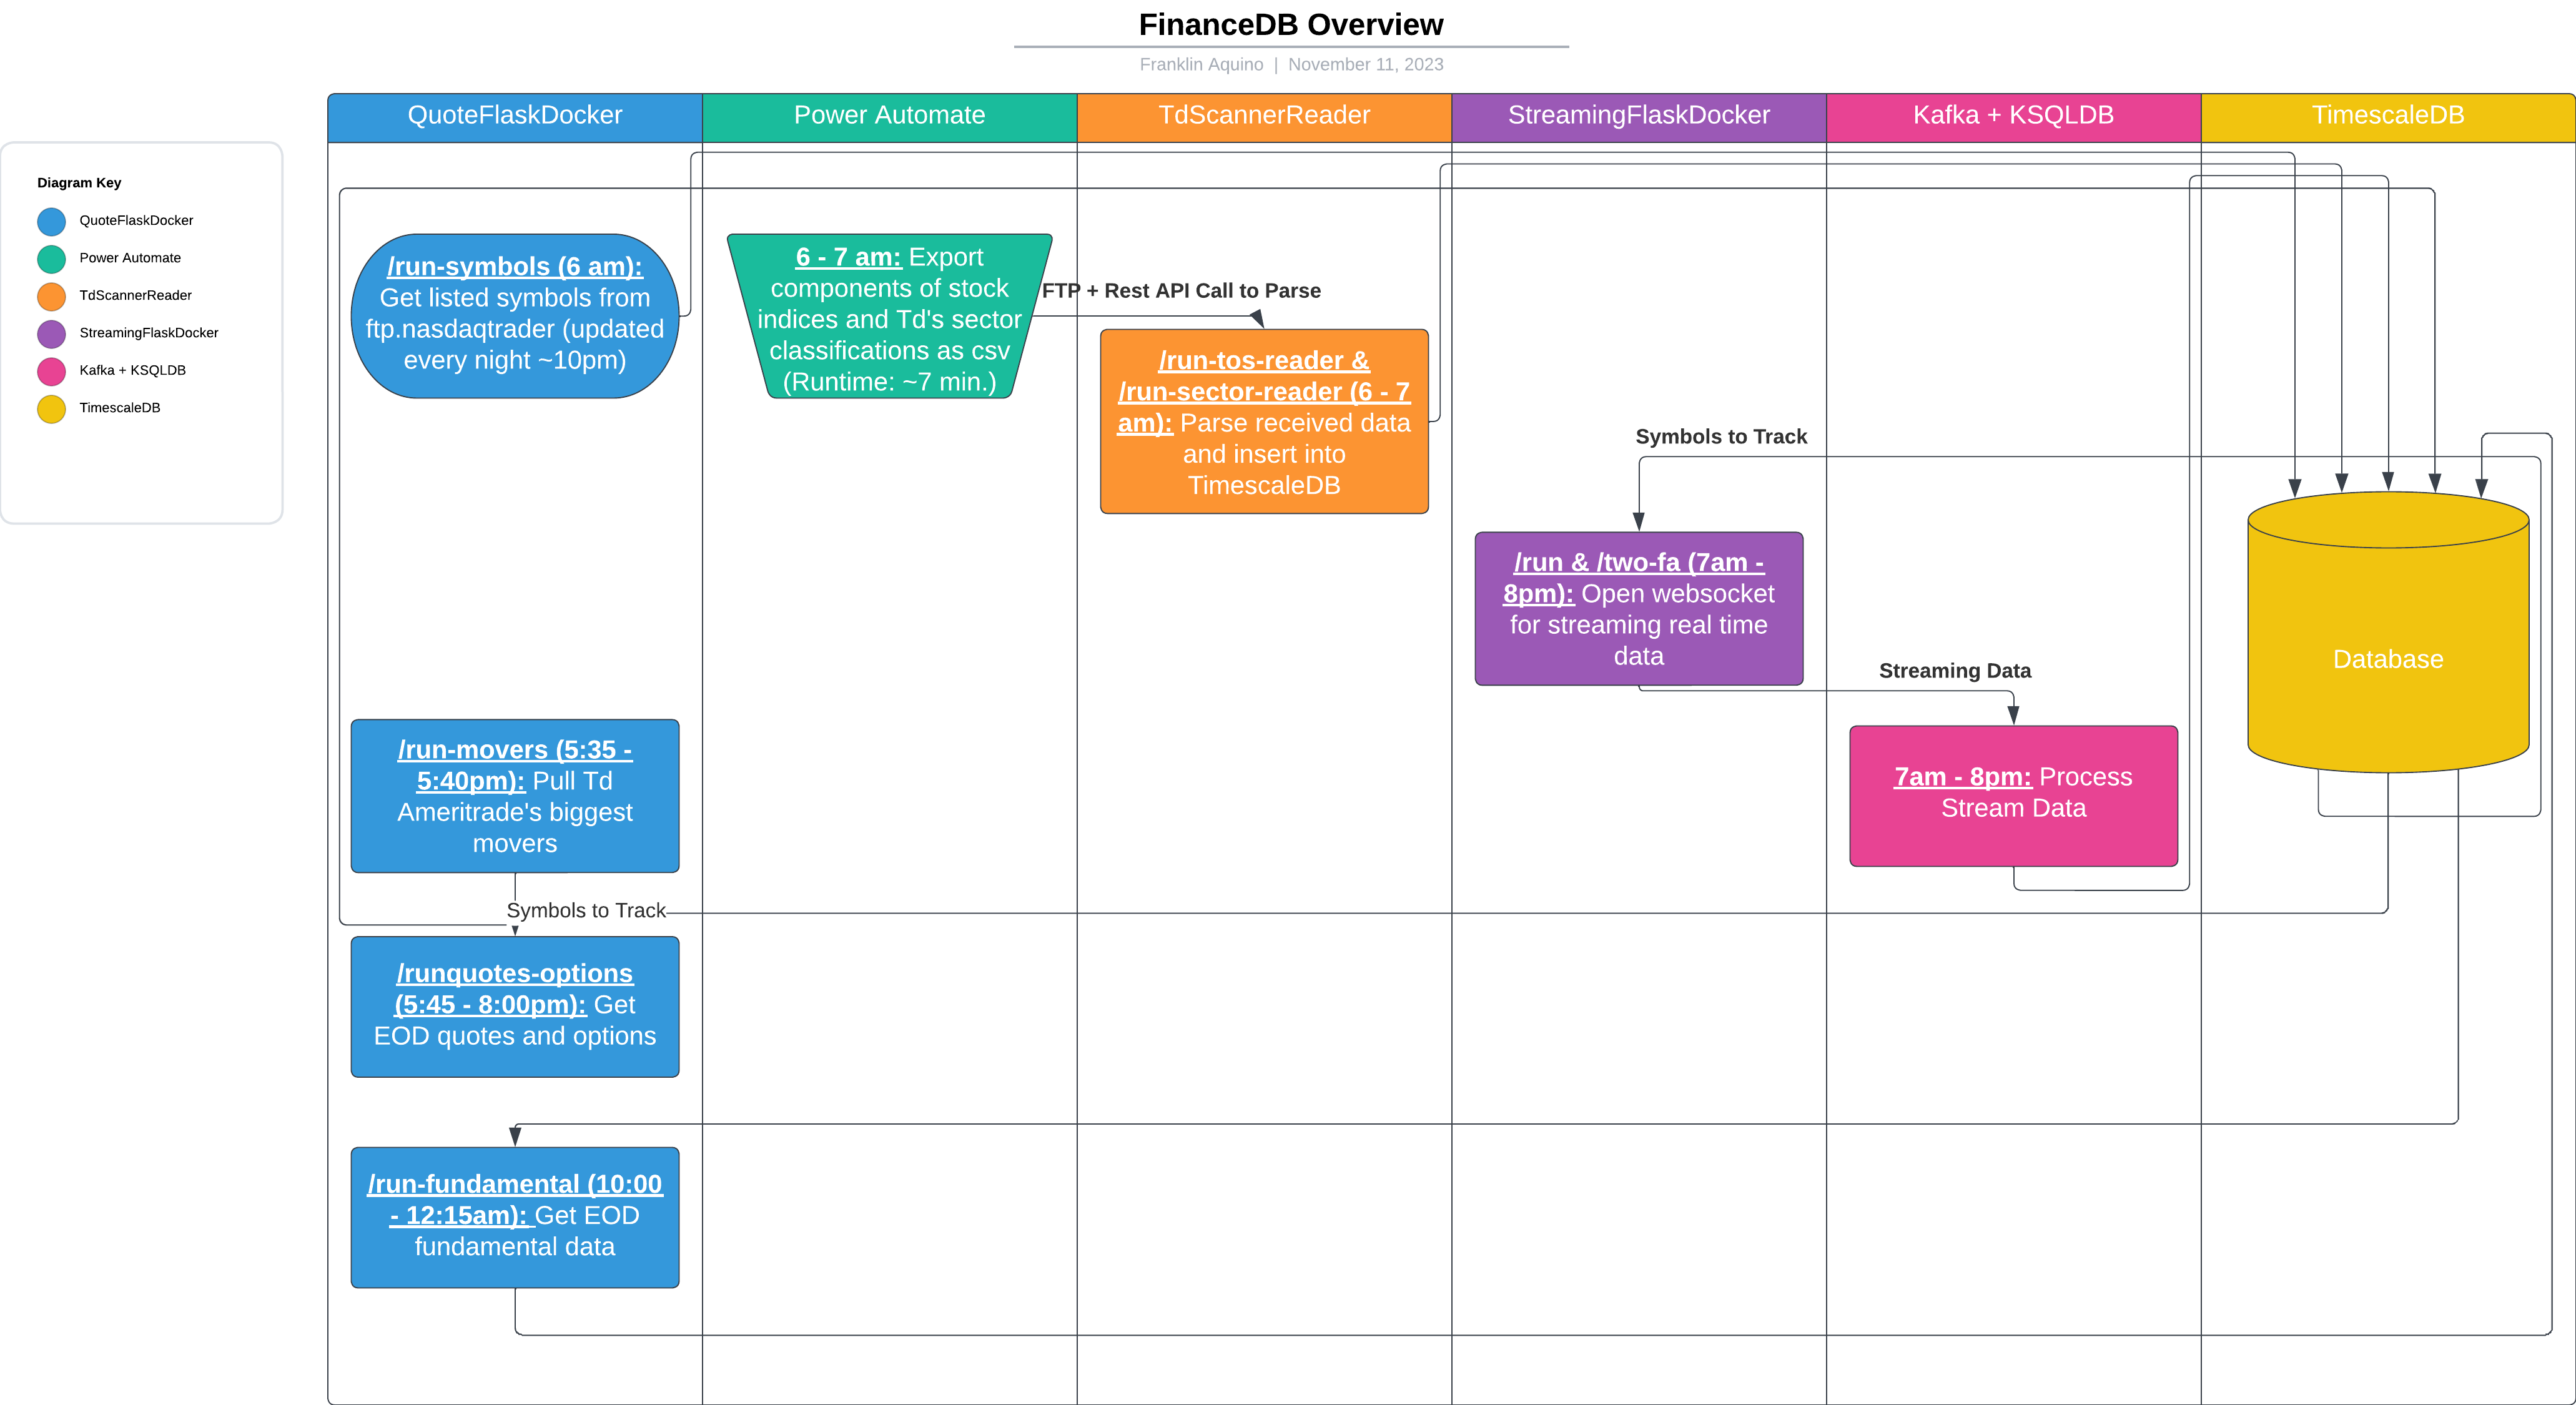 FinanceDB Overview
Franklin Aquino | November 11, 2023
QuoteFlaskDocker
Power Automate
TdScannerReader
StreamingFlaskDocker
Kafka + KSQLDB
TimescaleDB
Diagram Key
QuoteFlaskDocker
Power Automate
TdScannerReader
StreamingFlaskDocker
Kafka + KSQLDB
TimescaleDB
/run-symbols (6 am):
Get listed symbols from
ftp.nasdaqtrader (updated
every night ~10pm)
6 - 7 am: Export
components of stock
indices and Td's sector
classifications as csv
(Runtime: ~7 min.)
FTP + Rest API Call to Parse
/run-tos-reader &
/run-sector-reader (6 - 7
am): Parse received data
and insert into
TimescaleDB
Symbols to Track
/run & /two-fa (7am -
8pm): Open websocket
for streaming real time
data
Streaming Data
7am - 8pm: Process
Stream Data
Database
/run-movers (5:35 -
5:40pm): Pull Td
Ameritrade's biggest
movers
Symbols to Track
/runquotes-options
(5:45 - 8:00pm): Get
EOD quotes and options
/run-fundamental (10:00
- 12:15am): Get EOD
fundamental data